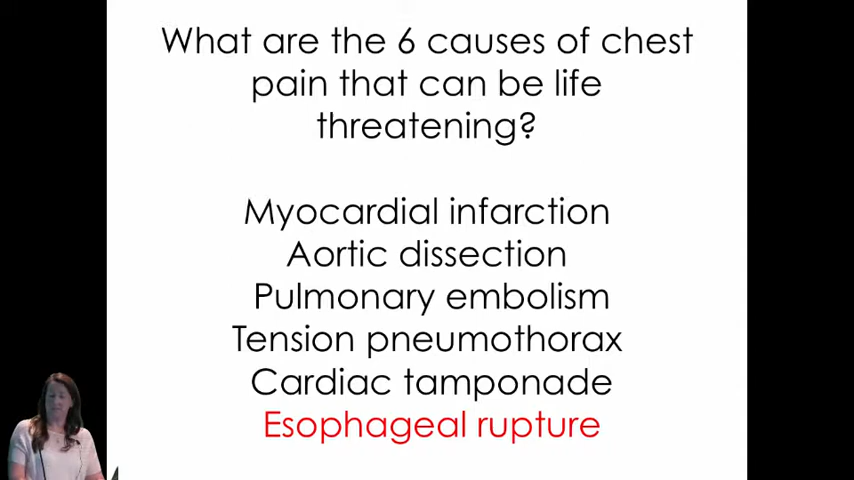 What are the 6 causes of chest
pain that can be life
threatening?
Myocardial infarction
Aortic dissection
Pulmonary embolism
Tension pneumothorax
Cardiac tamponade
Esophageal rupture